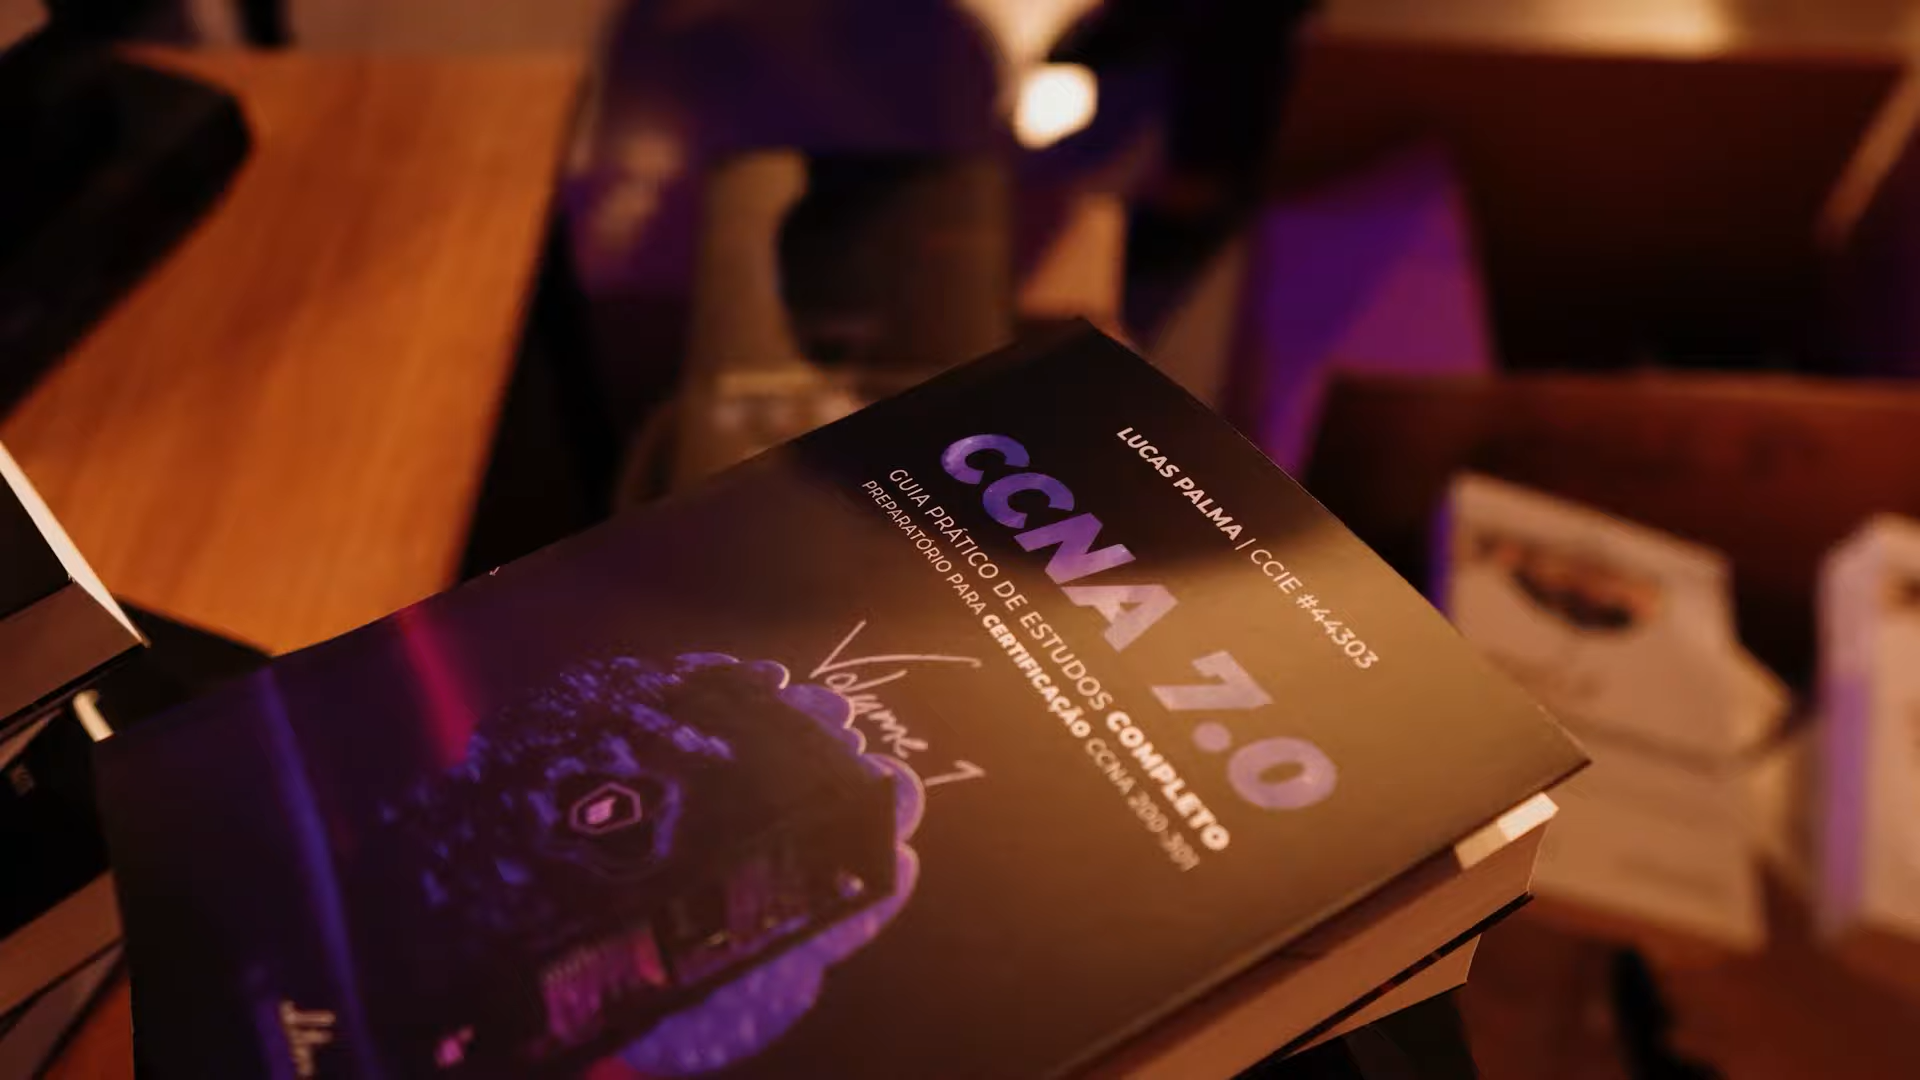 LUCAS PALMA | CCIE #44303
CCNA 7.0
GUIA PRÁTICO DE ESTUDOS COMPLETO
PREPARATÓRIO PARA CERTIFICAÇÃO CCNA 200-301
Volume 1